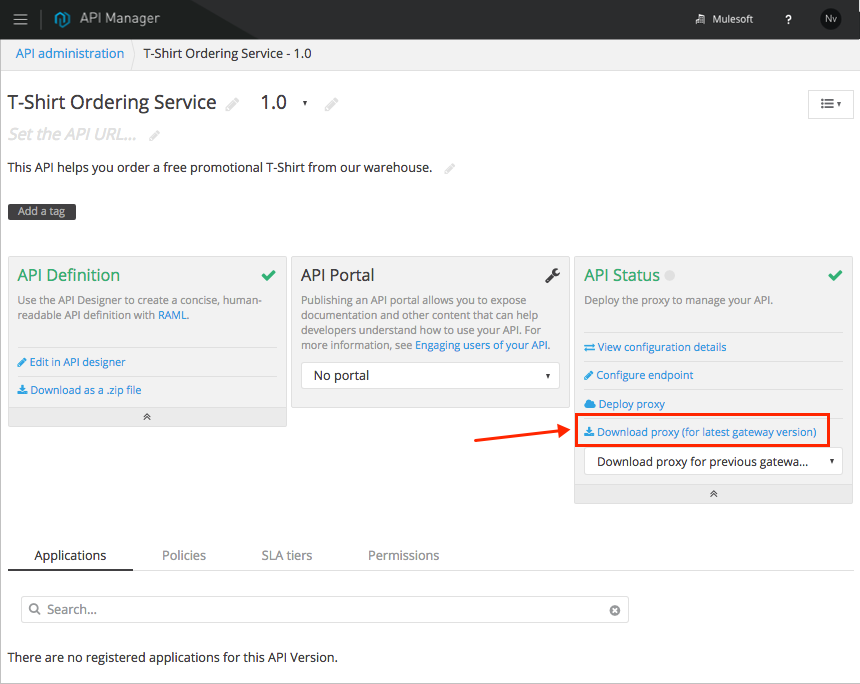 API Manager
Mulesoft
?
Nv
API administration
T-Shirt Ordering Service - 1.0
T-Shirt Ordering Service
1.0
Set the API URL...
This API helps you order a free promotional T-Shirt from our warehouse.
Add a tag
API Definition
Use the API Designer to create a concise, human-
readable API definition with RAML.
Edit in API designer
Download as a .zip file
API Portal
Publishing an API portal allows you to expose
documentation and other content that can help
developers understand how to use your API. For
more information, see Engaging users of your API.
No portal
API Status
Deploy the proxy to manage your API.
View configuration details
Configure endpoint
Deploy proxy
Download proxy (for latest gateway version)
Download proxy for previous gatewa...
Applications
Policies
SLA tiers
Permissions
Search...
There are no registered applications for this API Version.